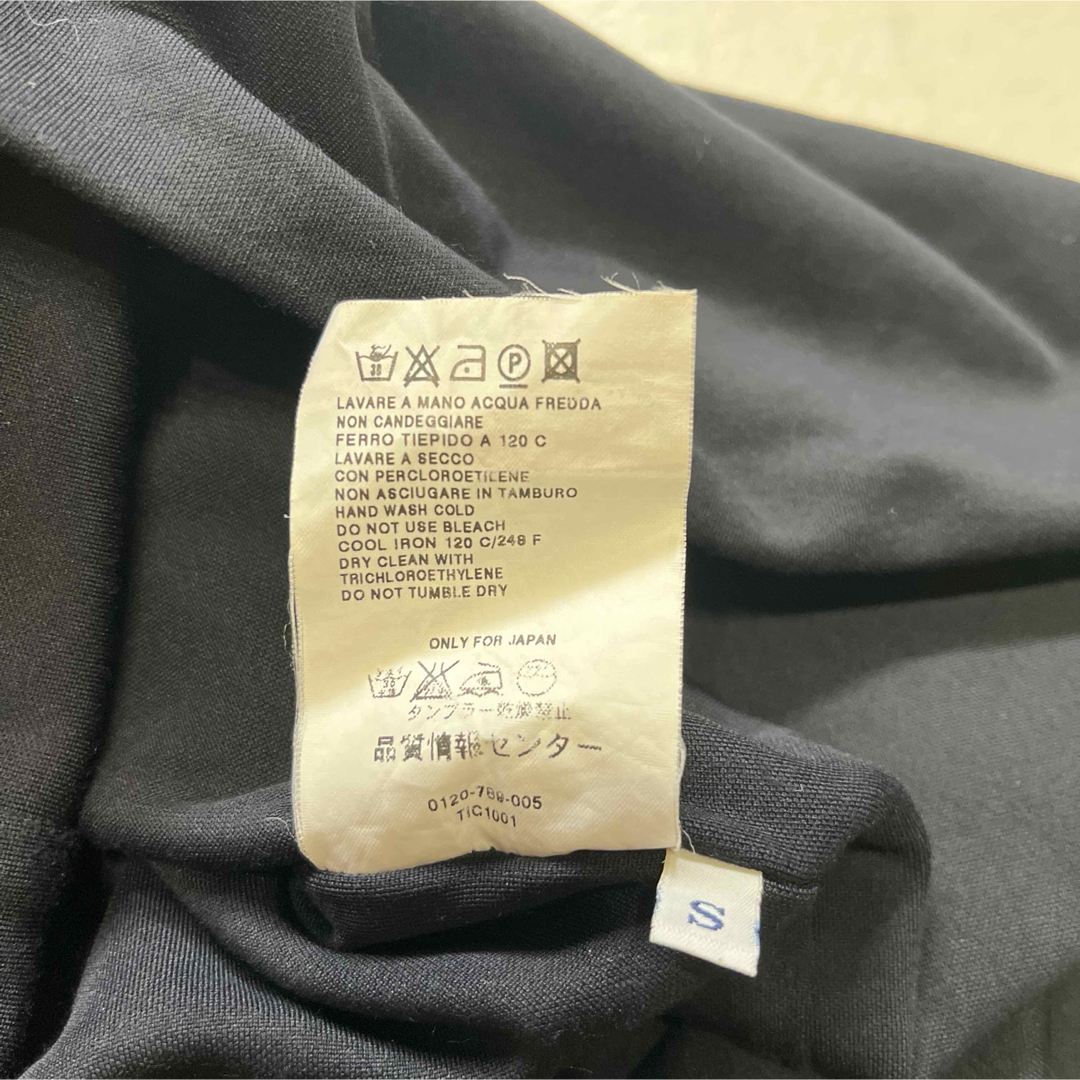 30
P
LAVARE A MANO ACQUA FREDDA
NON CANDEGGIARE
FERRO TIEPIDO A 120 C
LAVARE A SECCO
CON PERCLOROETILENE
NON ASCIUGARE IN TAMBURO
HAND WASH COLD
DO NOT USE BLEACH
COOL IRON 120 C/248 F
DRY CLEAN WITH
TRICHLOROETHYLENE
DO NOT TUMBLE DRY
ONLY FOR JAPAN
タンブラー乾燥禁止
品質情報センター
0120-789-005
TIC1001
S